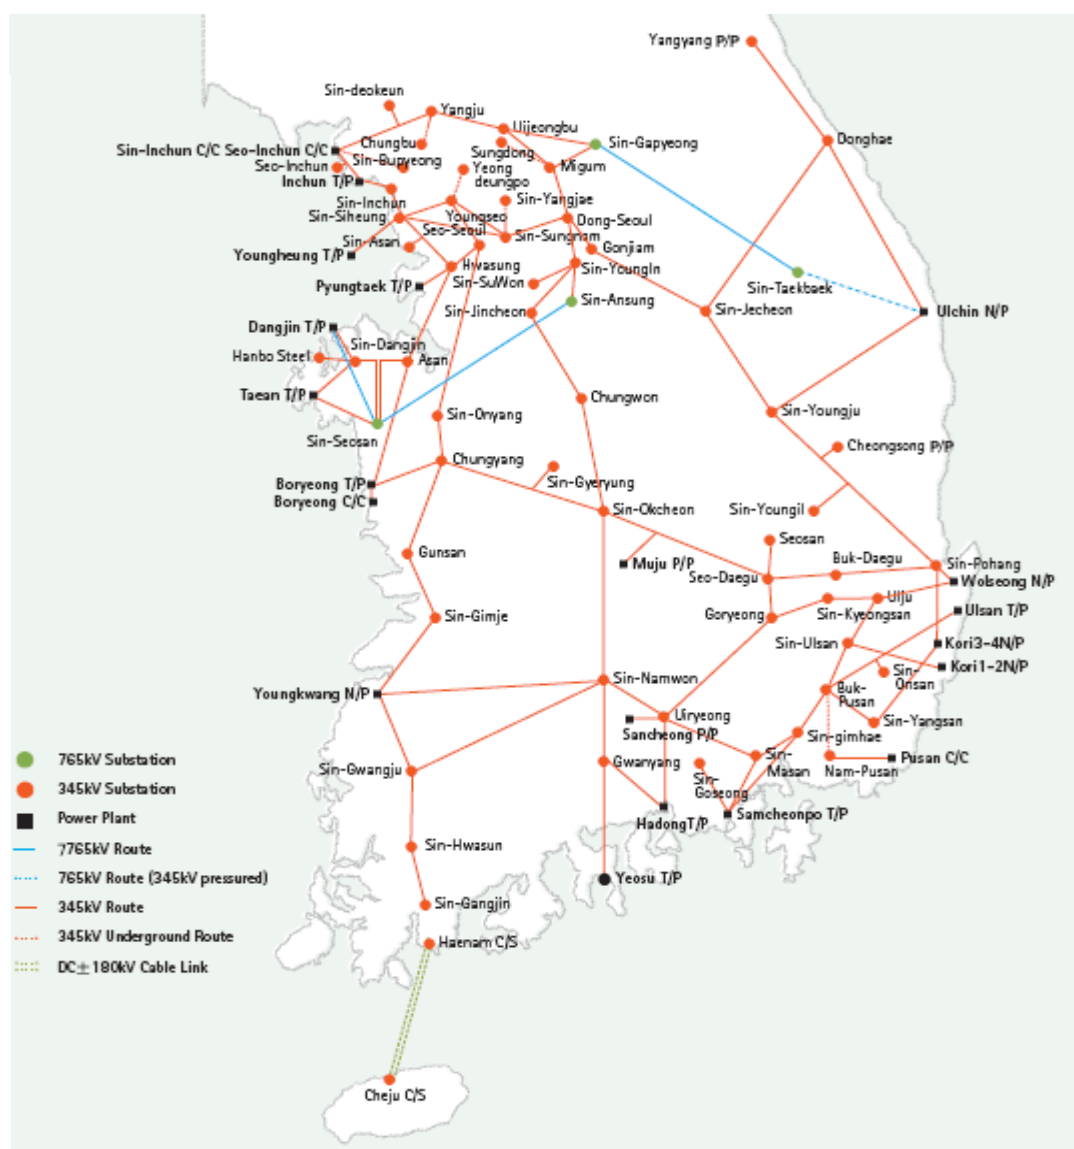 Yangyang P/P
Sin-deokeun
Yangju
Uijeongbu
Sin-Gapyeong
Donghae
Chungbu
Sin-Inchun C/C Seo-Inchun C/C
Sungdong
Sin-Bupyeong
Seo-Inchun
Yeong
deungpo
Migum
Inchun T/P
Sin-Inchun
Sin-Yangjae
Sin-Siheung
Youngseo
Dong-Seoul
Seo-Seoul
Sin-Sungnam
Sin-Asan
Gonjiam
Youngheung T/P
Hwasung
Sin-YoungIn
Sin-SuWon
Pyungtaek T/P
Sin-Taekbaek
Sin-Ansung
Sin-Jincheon
Sin-Jecheon
Ulchin N/P
Dangjin T/P
Sin-Dangjin
Hanbo Steel
Asan
Taean T/P
Chungwon
Sin-Onyang
Sin-Youngju
Sin-Seosan
Cheongsong P/P
Chungyang
Boryeong T/P
Sin-Gyeryung
Boryeong C/C
Sin-Okcheon
Sin-Youngil
Seosan
Gunsan
Buk-Daegu
Sin-Pohang
Muju P/P
Seo-Daegu
Wolseong N/P
Ulju
Sin-Gimje
Goryeong
Sin-Kyeongsan
Ulsan T/P
Sin-Ulsan
Kori3-4N/P
Kori1-2N/P
Sin-Namwon
Sin-
Onsan
Youngkwang N/P
Buk-
Pusan
Uiryeong
Sancheong P/P
Sin-Yangsan
Sin-gimhae
765kV Substation
Sin-Gwangju
Gwanyang
Sin-
Masan
Pusan C/C
Nam-Pusan
345kV Substation
Sin-
Goseong
Power Plant
HadongT/P
Samcheonpo T/P
7765kV Route
Sin-Hwasun
765kV Route (345kV pressured)
Yeosu T/P
345kV Route
Sin-Gangjin
345kV Underground Route
Haenam C/S
DC±180kV Cable Link
Cheju C/S